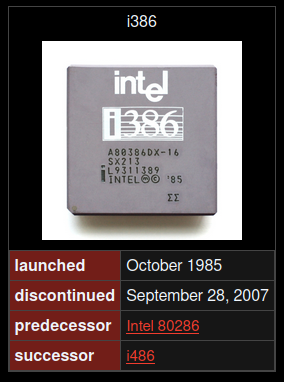 i386
intel
i386
A80386DX-16
SX213
L9311389
INTEL Ⓜ © '85
ΣΣ
launched October 1985
discontinued September 28, 2007
predecessor Intel 80286
successor i486